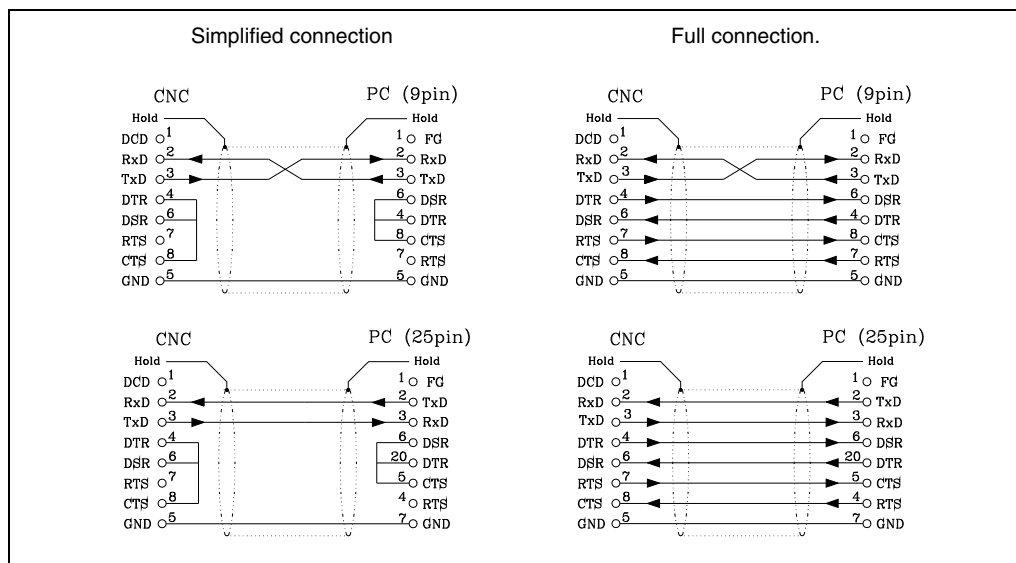 Simplified connection
Full connection.
CNC PC (9pin)
Hold Hold
DCD 1 1 FG
RxD 2 2 RxD
TxD 3 3 TxD
DTR 4 6 DSR
DSR 6 4 DTR
RTS 7 8 CTS
CTS 8 7 RTS
GND 5 5 GND
CNC PC (9pin)
Hold Hold
DCD 1 1 FG
RxD 2 2 RxD
TxD 3 3 TxD
DTR 4 6 DSR
DSR 6 4 DTR
RTS 7 8 CTS
CTS 8 7 RTS
GND 5 5 GND
CNC PC (25pin)
Hold Hold
DCD 1 1 FG
RxD 2 2 TxD
TxD 3 3 RxD
DTR 4 6 DSR
DSR 6 20 DTR
RTS 7 5 CTS
CTS 8 4 RTS
GND 5 7 GND
CNC PC (25pin)
Hold Hold
DCD 1 1 FG
RxD 2 2 TxD
TxD 3 3 RxD
DTR 4 6 DSR
DSR 6 20 DTR
RTS 7 5 CTS
CTS 8 4 RTS
GND 5 7 GND